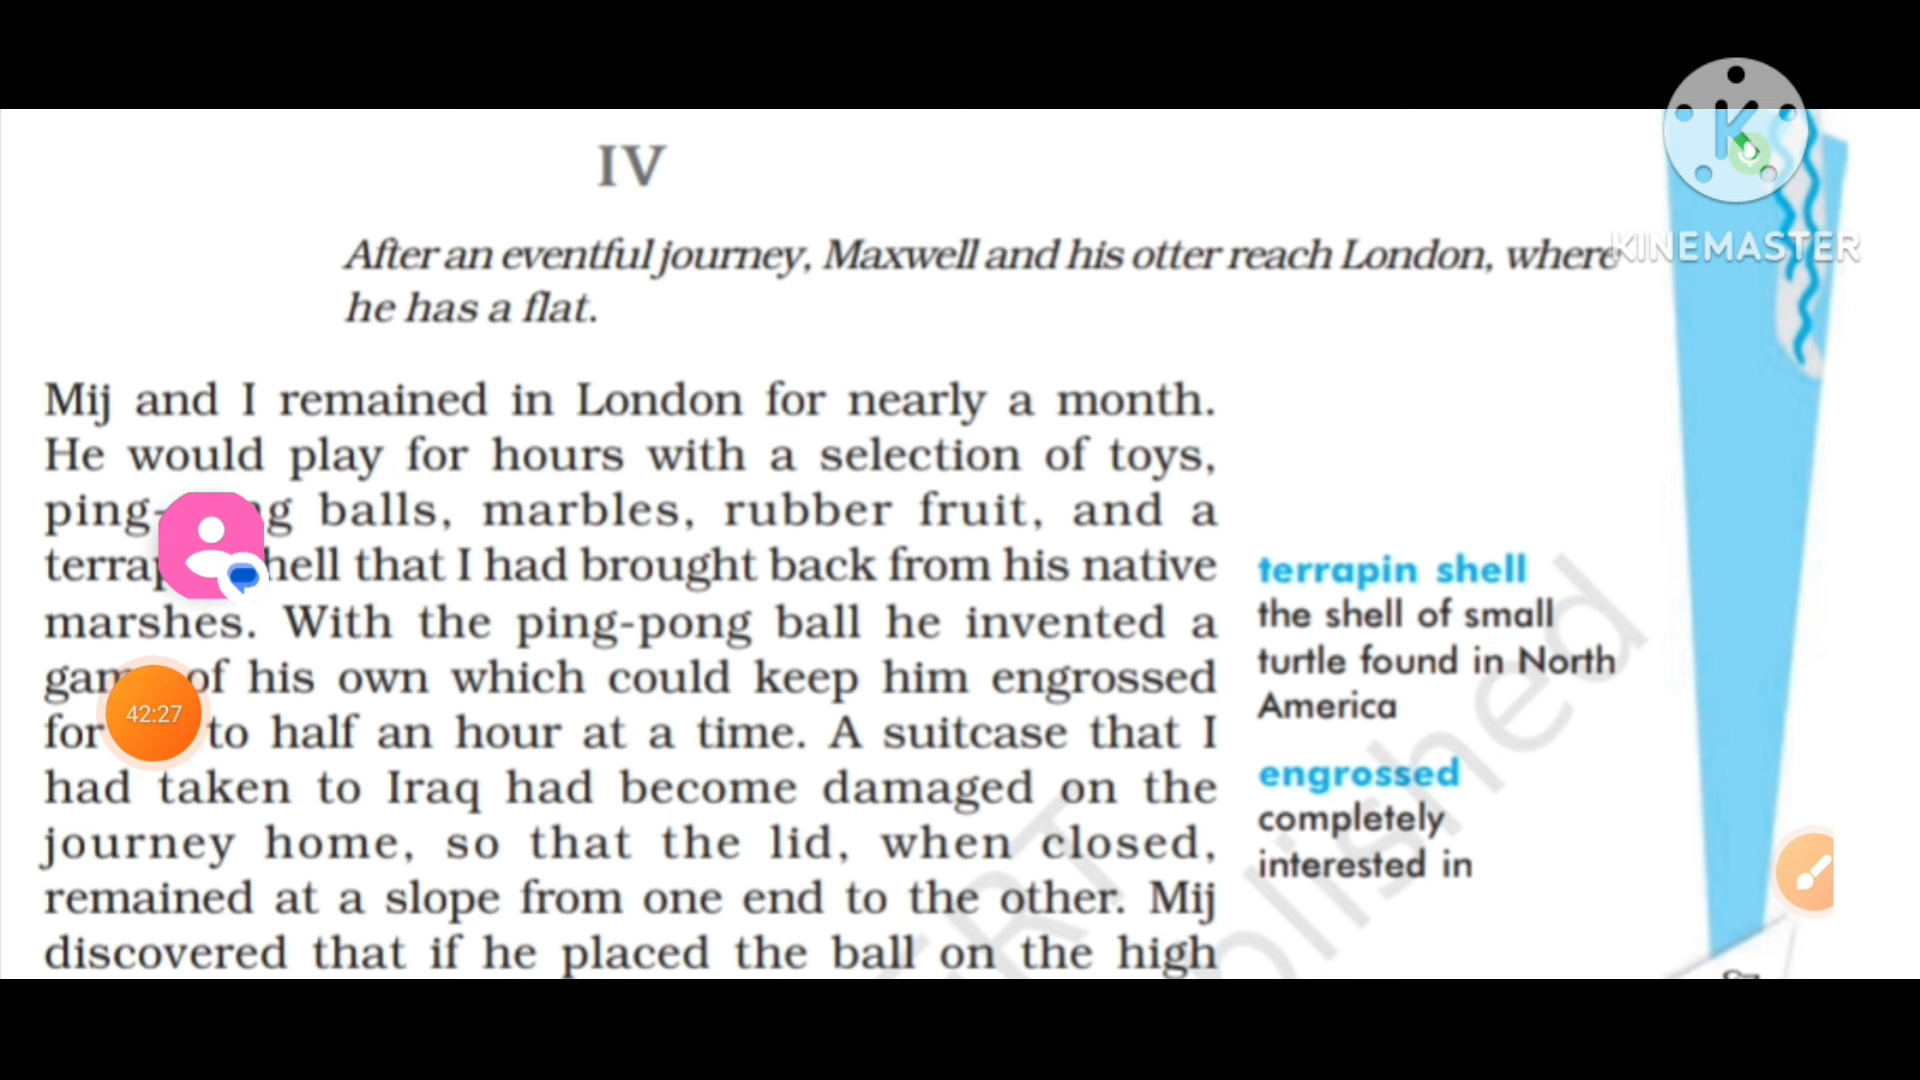 IV
After an eventful journey, Maxwell and his otter reach London, where
he has a flat.
Mij and I remained in London for nearly a month.
He would play for hours with a selection of toys,
balls, marbles, rubber fruit, and a
that I had brought back from his native
marshes. With the ping-pong ball he invented a
of his own which could keep him engrossed
for to half an hour at a time. A suitcase that I
had taken to Iraq had become damaged on the
journey home, so that the lid, when closed,
remained at a slope from one end to the other. Mij
discovered that if he placed the ball on the high
terrapin shell
the shell of small
turtle found in North
America
engrossed
completely
interested in
K
KINEMASTER
42:27